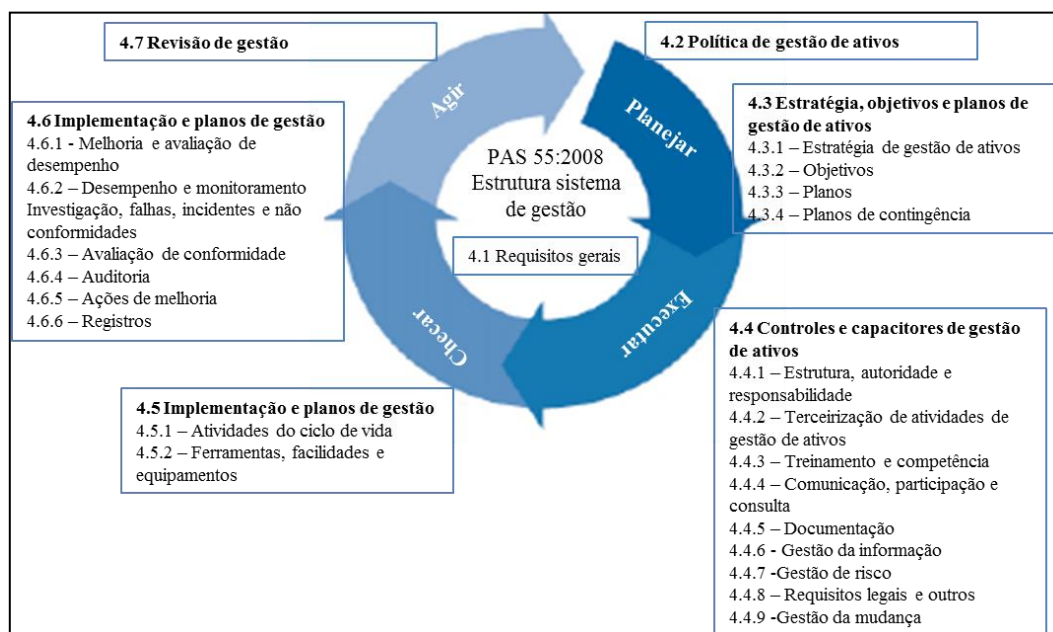 4.7 Revisão de gestão
4.2 Política de gestão de ativos
Agir
Planejar
4.6 Implementação e planos de gestão
4.6.1 - Melhoria e avaliação de
desempenho
4.6.2 – Desempenho e monitoramento
Investigação, falhas, incidentes e não
conformidades
4.6.3 – Avaliação de conformidade
4.6.4 – Auditoria
4.6.5 – Ações de melhoria
4.6.6 – Registros
4.3 Estratégia, objetivos e planos de
gestão de ativos
4.3.1 – Estratégia de gestão de ativos
4.3.2 – Objetivos
4.3.3 – Planos
4.3.4 – Planos de contingência
PAS 55:2008
Estrutura sistema
de gestão
4.1 Requisitos gerais
Checar
Executar
4.5 Implementação e planos de gestão
4.5.1 – Atividades do ciclo de vida
4.5.2 – Ferramentas, facilidades e
equipamentos
4.4 Controles e capacitores de gestão
de ativos
4.4.1 – Estrutura, autoridade e
responsabilidade
4.4.2 – Terceirização de atividades de
gestão de ativos
4.4.3 – Treinamento e competência
4.4.4 – Comunicação, participação e
consulta
4.4.5 – Documentação
4.4.6 - Gestão da informação
4.4.7 -Gestão de risco
4.4.8 – Requisitos legais e outros
4.4.9 -Gestão da mudança